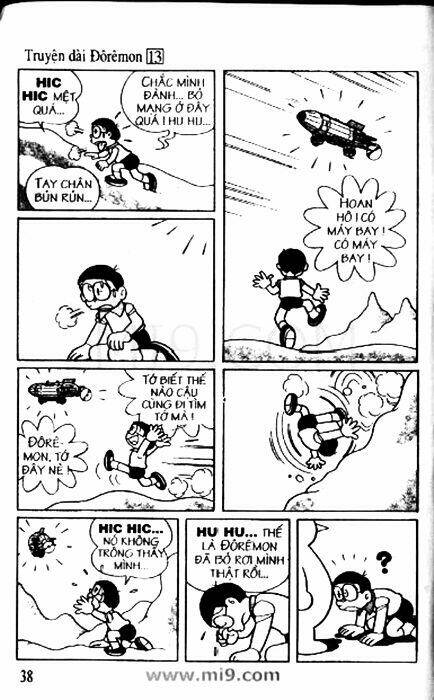 Truyện dài Đôrêmon 13
HIC
HIC MỆT
QUÁ...
CHẮC MÌNH
ĐÀNH... BỎ
MẠNG Ở ĐÂY
QUÁ ! HU HU...
TAY CHÂN
BỦN RỦN...
HOAN
HÔ ! CÓ
MÁY BAY !
CÓ MÁY
BAY !
TỚ BIẾT THẾ
NÀO CẬU
CŨNG ĐI TÌM
TỚ MÀ !
ĐÔRÊ-
MON, TỚ
ĐÂY NÈ !
HIC HIC...
NÓ KHÔNG
TRÔNG THẤY
MÌNH...
HU HU... THẾ
LÀ ĐÔRÊMON
ĐÃ BỎ RƠI MÌNH
THẬT RỒI...
?
38
www.mi9.com